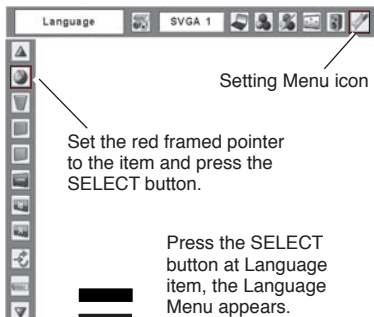 Language
SVGA 1
Setting Menu icon
Set the red framed pointer
to the item and press the
SELECT button.
Press the SELECT
button at Language
item, the Language
Menu appears.